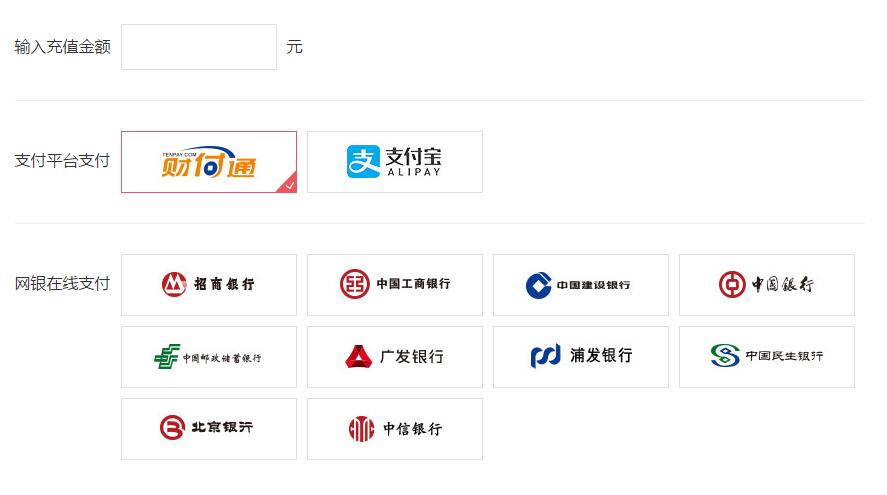 输入充值金额 元
支付平台支付
TENPAY.COM
财付通
支付宝
ALIPAY
网银在线支付
招商银行 中国工商银行 中国建设银行 中国银行
中国邮政储蓄银行 广发银行 浦发银行 中国民生银行
北京银行 中信银行